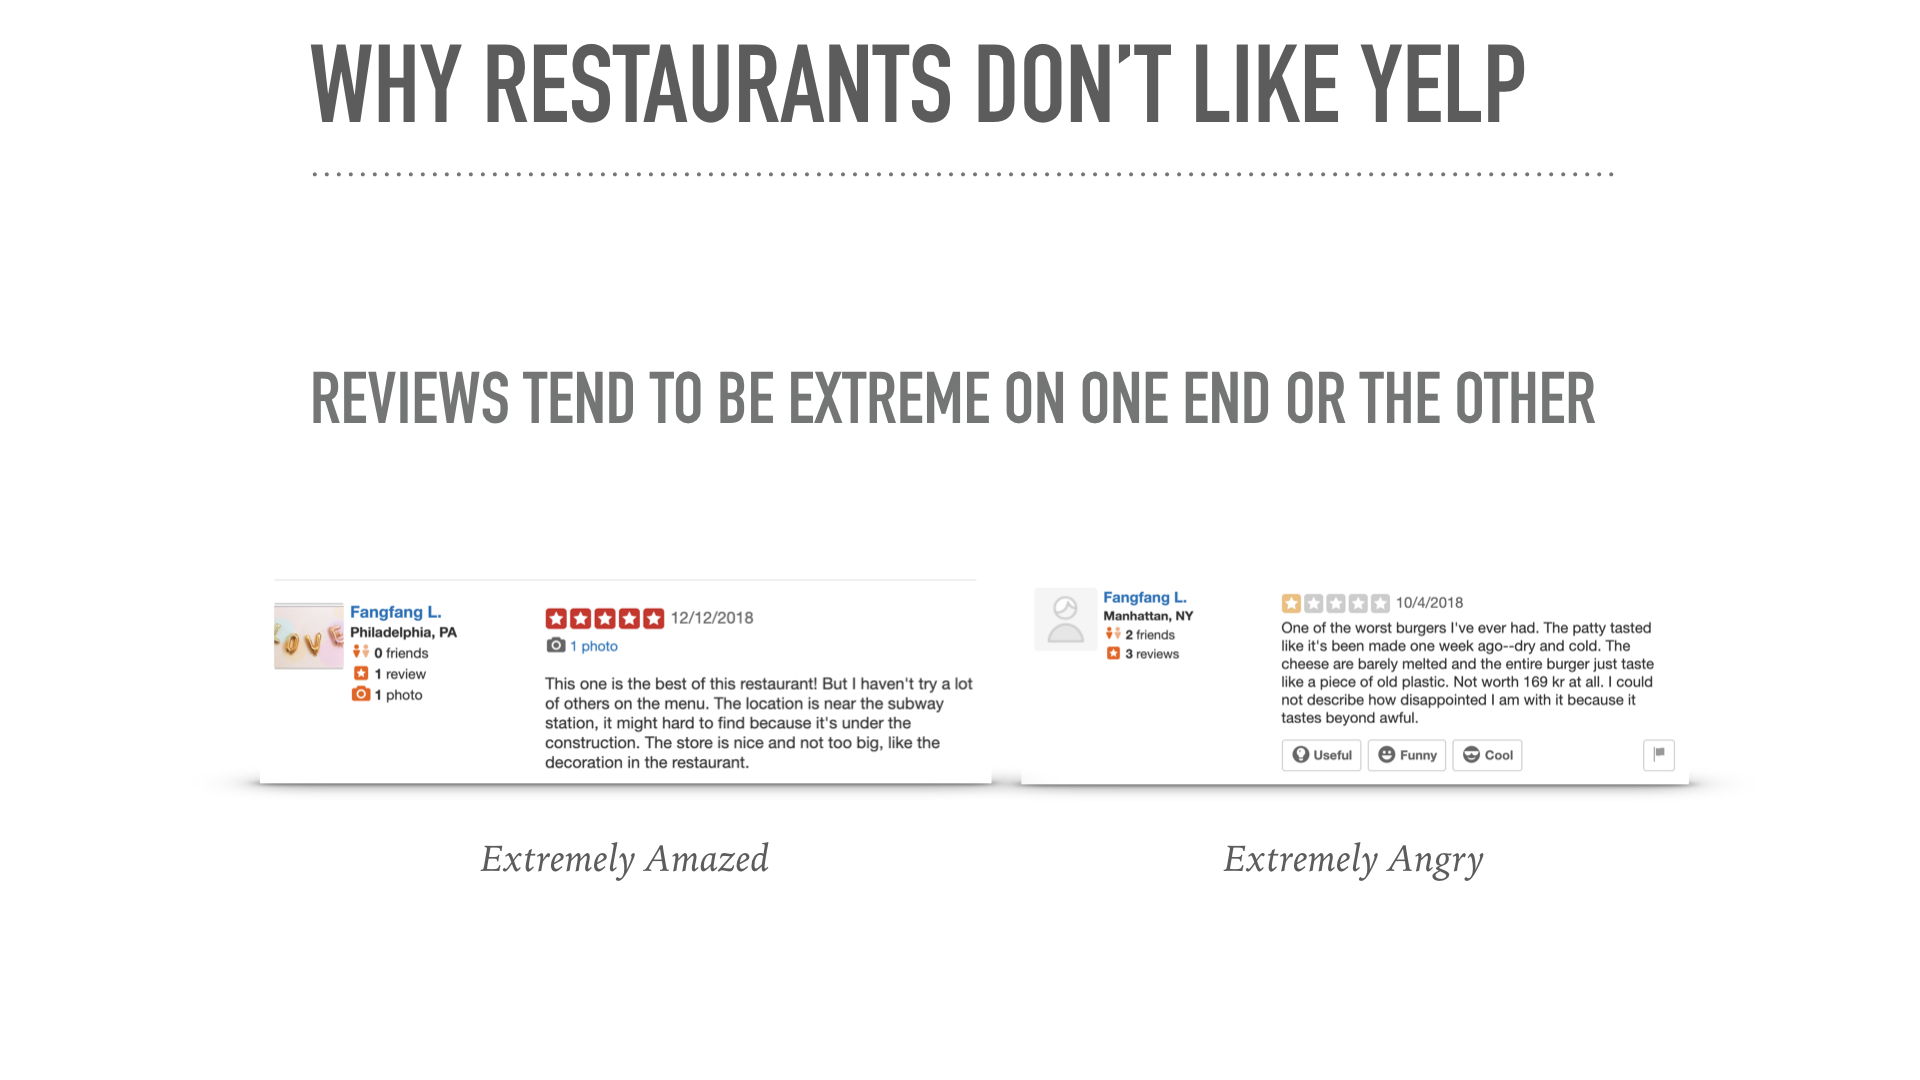 WHY RESTAURANTS DON’T LIKE YELP
REVIEWS TEND TO BE EXTREME ON ONE END OR THE OTHER
LOVE
Fangfang L.
Philadelphia, PA
0 friends
1 review
1 photo
12/12/2018
1 photo
This one is the best of this restaurant! But I haven't try a lot
of others on the menu. The location is near the subway
station, it might hard to find because it's under the
construction. The store is nice and not too big, like the
decoration in the restaurant.
Extremely Amazed
Fangfang L.
Manhattan, NY
2 friends
3 reviews
10/4/2018
One of the worst burgers I've ever had. The patty tasted
like it's been made one week ago--dry and cold. The
cheese are barely melted and the entire burger just taste
like a piece of old plastic. Not worth 169 kr at all. I could
not describe how disappointed I am with it because it
tastes beyond awful.
Useful Funny Cool
Extremely Angry